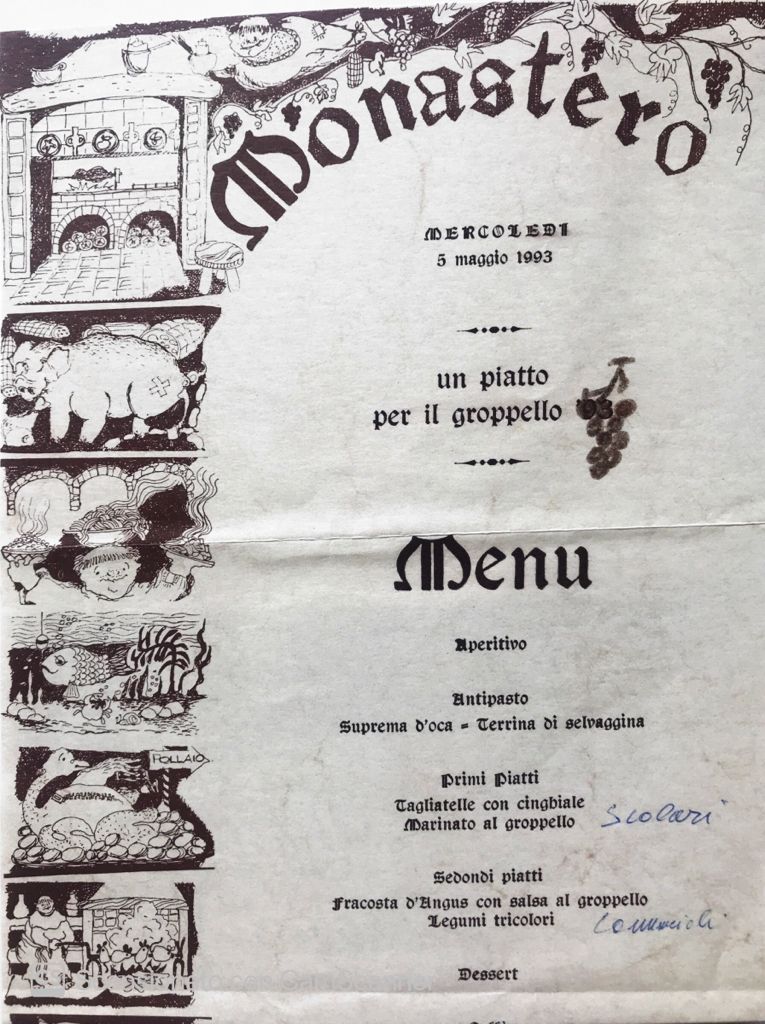 Monastero
MERCOLEDI
5 maggio 1993
un piatto
per il groppello '93
Menu
Aperitivo
Antipasto
Suprema d'oca = Terrina di selvaggina
POLLAIO
Primi Piatti
Tagliatelle con cinghiale
Marinato al groppello
Scolari
Sedondi piatti
Fracosta d'Angus con salsa al groppello
Legumi tricolori
Comincioli
Dessert